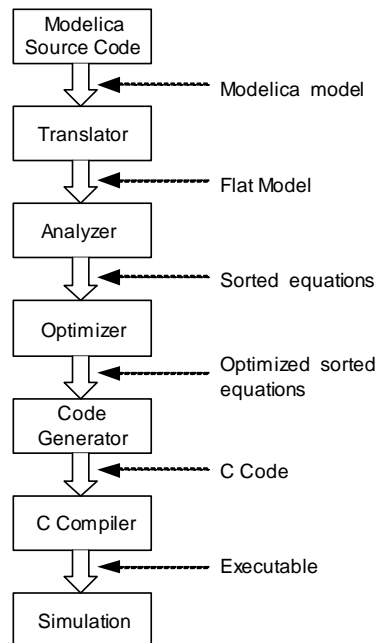 Modelica
Source Code
Modelica model
Translator
Flat Model
Analyzer
Sorted equations
Optimizer
Optimized sorted
equations
Code
Generator
C Code
C Compiler
Executable
Simulation